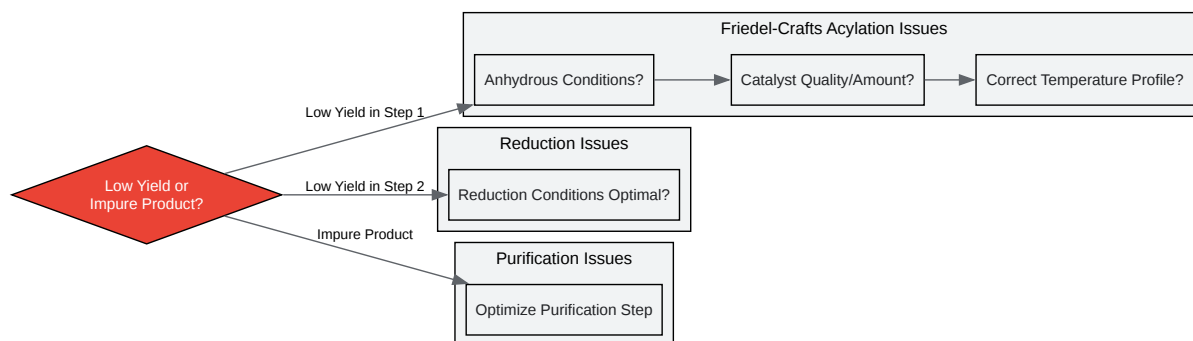 Friedel-Crafts Acylation Issues
Anhydrous Conditions?
Catalyst Quality/Amount?
Correct Temperature Profile?
Low Yield in Step 1
Reduction Issues
Low Yield or
Impure Product?
Low Yield in Step 2
Reduction Conditions Optimal?
Impure Product
Purification Issues
Optimize Purification Step